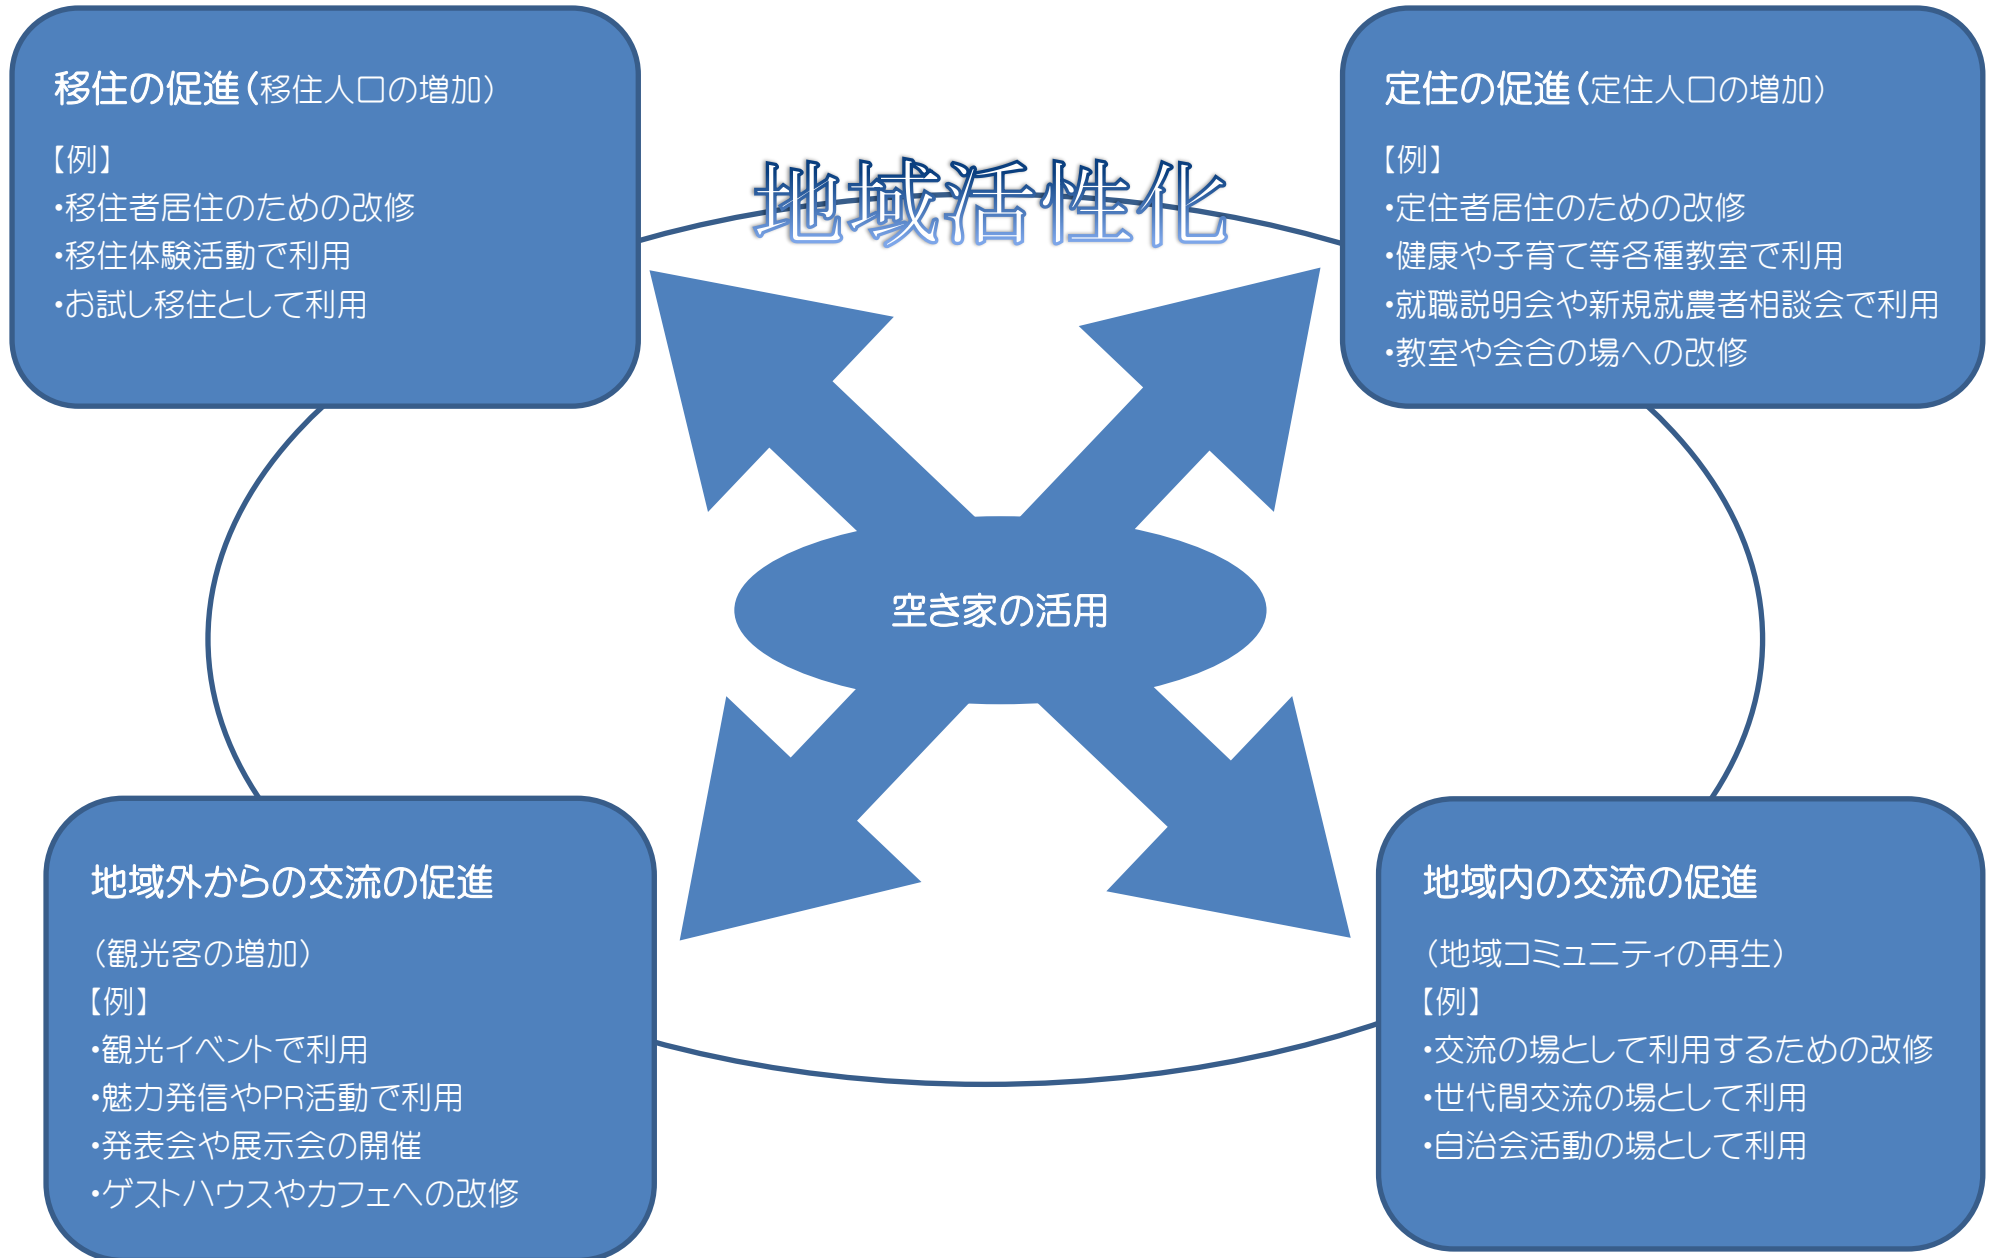 移住の促進(移住人口の増加)
【例】
・移住者居住のための改修
・移住体験活動で利用
・お試し移住として利用
地域活性化
定住の促進(定住人口の増加)
【例】
・定住者居住のための改修
・健康や子育て等各種教室で利用
・就職説明会や新規就農者相談会で利用
・教室や会合の場への改修
空き家の活用
地域外からの交流の促進
(観光客の増加)
【例】
・観光イベントで利用
・魅力発信やPR活動で利用
・発表会や展示会の開催
・ゲストハウスやカフェへの改修
地域内の交流の促進
(地域コミュニティの再生)
【例】
・交流の場として利用するための改修
・世代間交流の場として利用
・自治会活動の場として利用